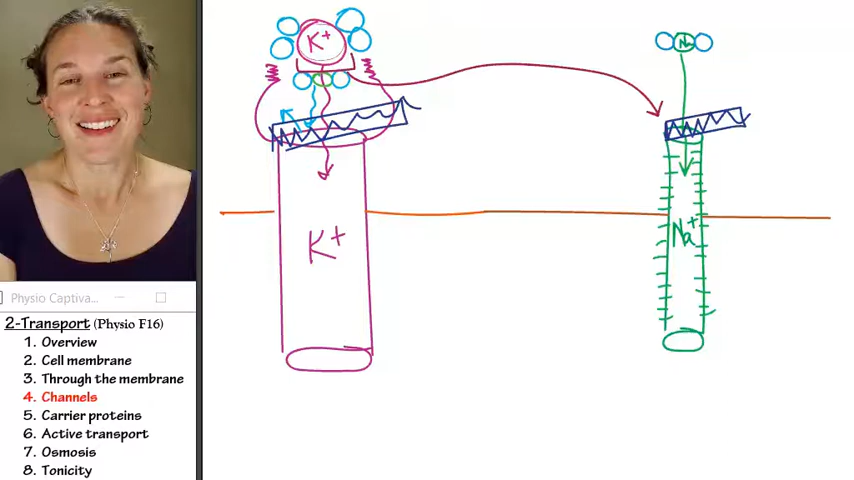 K+
Na
K+
Na+
Physio Captiva...
2-Transport (Physio F16)
1. Overview
2. Cell membrane
3. Through the membrane
4. Channels
5. Carrier proteins
6. Active transport
7. Osmosis
8. Tonicity